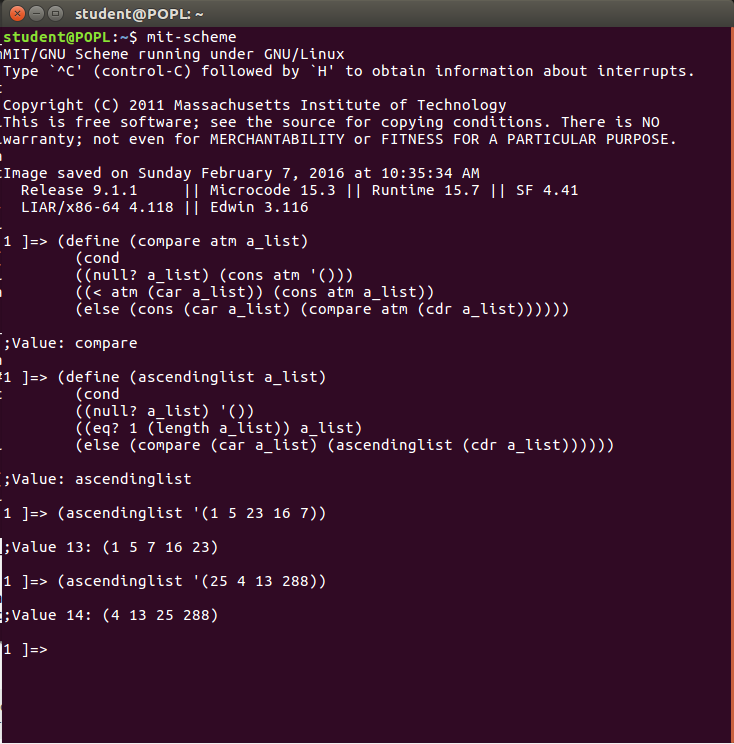 student@POPL: ~
student@POPL:~$ mit-scheme
MIT/GNU Scheme running under GNU/Linux
Type `^C' (control-C) followed by `H' to obtain information about interrupts.
Copyright (C) 2011 Massachusetts Institute of Technology
This is free software; see the source for copying conditions. There is NO
warranty; not even for MERCHANTABILITY or FITNESS FOR A PARTICULAR PURPOSE.
Image saved on Sunday February 7, 2016 at 10:35:34 AM
  Release 9.1.1     || Microcode 15.3 || Runtime 15.7 || SF 4.41
  LIAR/x86-64 4.118 || Edwin 3.116
1 ]=> (define (compare atm a_list)
        (cond
        ((null? a_list) (cons atm '()))
        ((< atm (car a_list)) (cons atm a_list))
        (else (cons (car a_list) (compare atm (cdr a_list))))))
;Value: compare
1 ]=> (define (ascendinglist a_list)
        (cond
        ((null? a_list) '())
        ((eq? 1 (length a_list)) a_list)
        (else (compare (car a_list) (ascendinglist (cdr a_list))))))
;Value: ascendinglist
1 ]=> (ascendinglist '(1 5 23 16 7))
;Value 13: (1 5 7 16 23)
1 ]=> (ascendinglist '(25 4 13 288))
;Value 14: (4 13 25 288)
1 ]=>